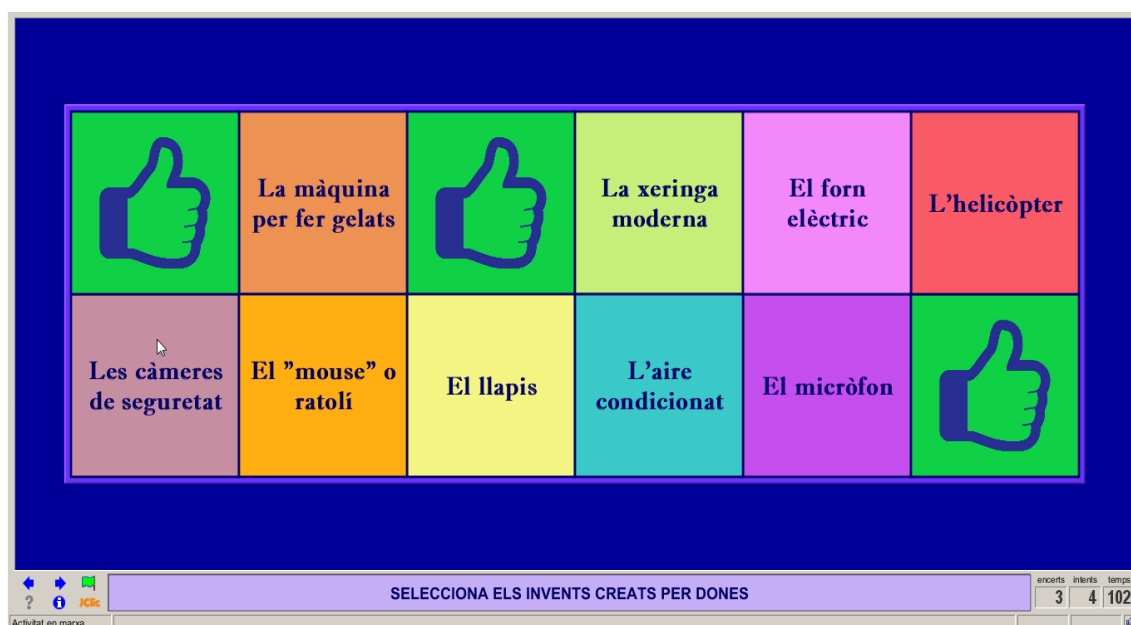 La màquina
per fer gelats
La xeringa
moderna
El forn
elèctric
L'helicòpter
Les càmeres
de seguretat
El "mouse" o
ratolí
El llapis
L'aire
condicionat
El micròfon
SELECCIONA ELS INVENTS CREATS PER DONES
encerts intents temps
3 4 102
? JClic
Activitat en marxa